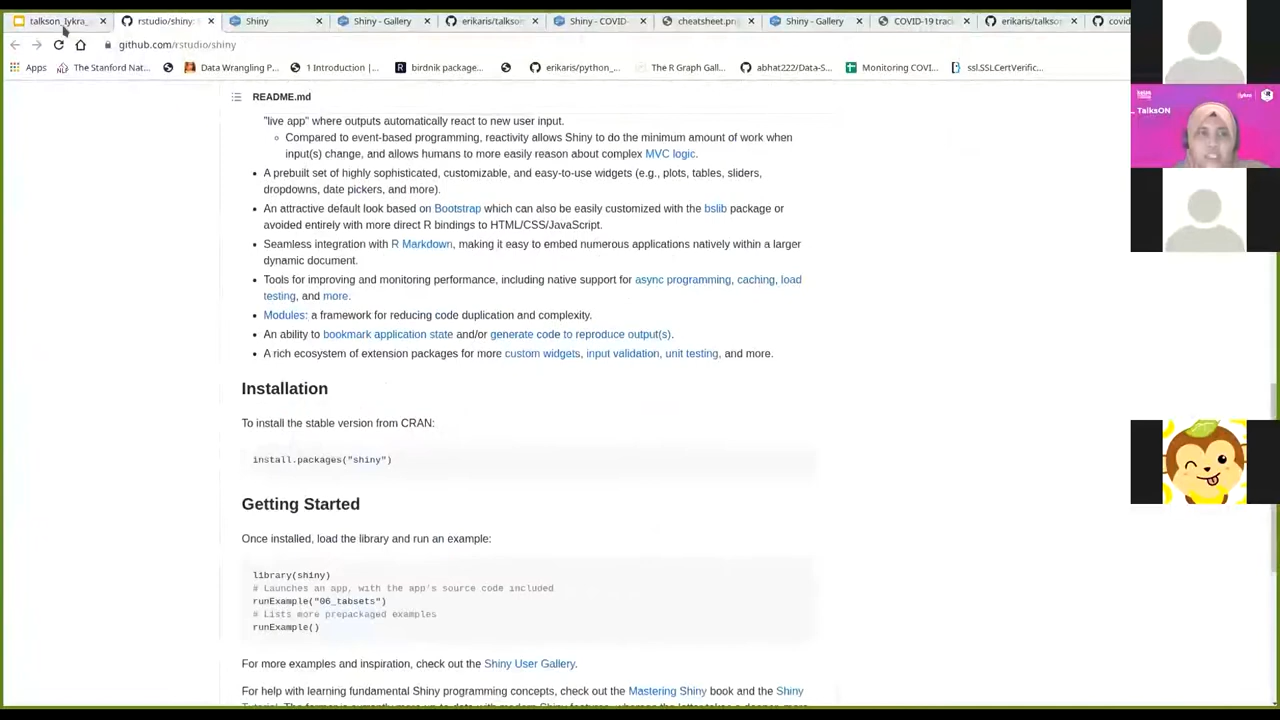 talkson_lykra_
rstudio/shiny:
Shiny
Shiny - Gallery
erikaris/talkson
Shiny - COVID-
cheatsheet.pn
Shiny - Gallery
COVID-19 trac
erikaris/talkson
covid
github.com/rstudio/shiny
Apps
The Stanford Nat...
Data Wrangling P...
1 Introduction |...
birdnik package...
erikaris/python_...
The R Graph Gall...
abhat222/Data-S...
Monitoring COVI...
ssl.SSLCertVerific...
TalksON
README.md
"live app" where outputs automatically react to new user input.
Compared to event-based programming, reactivity allows Shiny to do the minimum amount of work when
input(s) change, and allows humans to more easily reason about complex MVC logic.
A prebuilt set of highly sophisticated, customizable, and easy-to-use widgets (e.g., plots, tables, sliders,
dropdowns, date pickers, and more).
An attractive default look based on Bootstrap which can also be easily customized with the bslib package or
avoided entirely with more direct R bindings to HTML/CSS/JavaScript.
Seamless integration with R Markdown, making it easy to embed numerous applications natively within a larger
dynamic document.
Tools for improving and monitoring performance, including native support for async programming, caching, load
testing, and more.
Modules: a framework for reducing code duplication and complexity.
An ability to bookmark application state and/or generate code to reproduce output(s).
A rich ecosystem of extension packages for more custom widgets, input validation, unit testing, and more.
Installation
To install the stable version from CRAN:
install.packages("shiny")
Getting Started
Once installed, load the library and run an example:
library(shiny)
# Launches an app, with the app's source code included
runExample("06_tabsets")
# Lists more prepackaged examples
runExample()
For more examples and inspiration, check out the Shiny User Gallery.
For help with learning fundamental Shiny programming concepts, check out the Mastering Shiny book and the Shiny